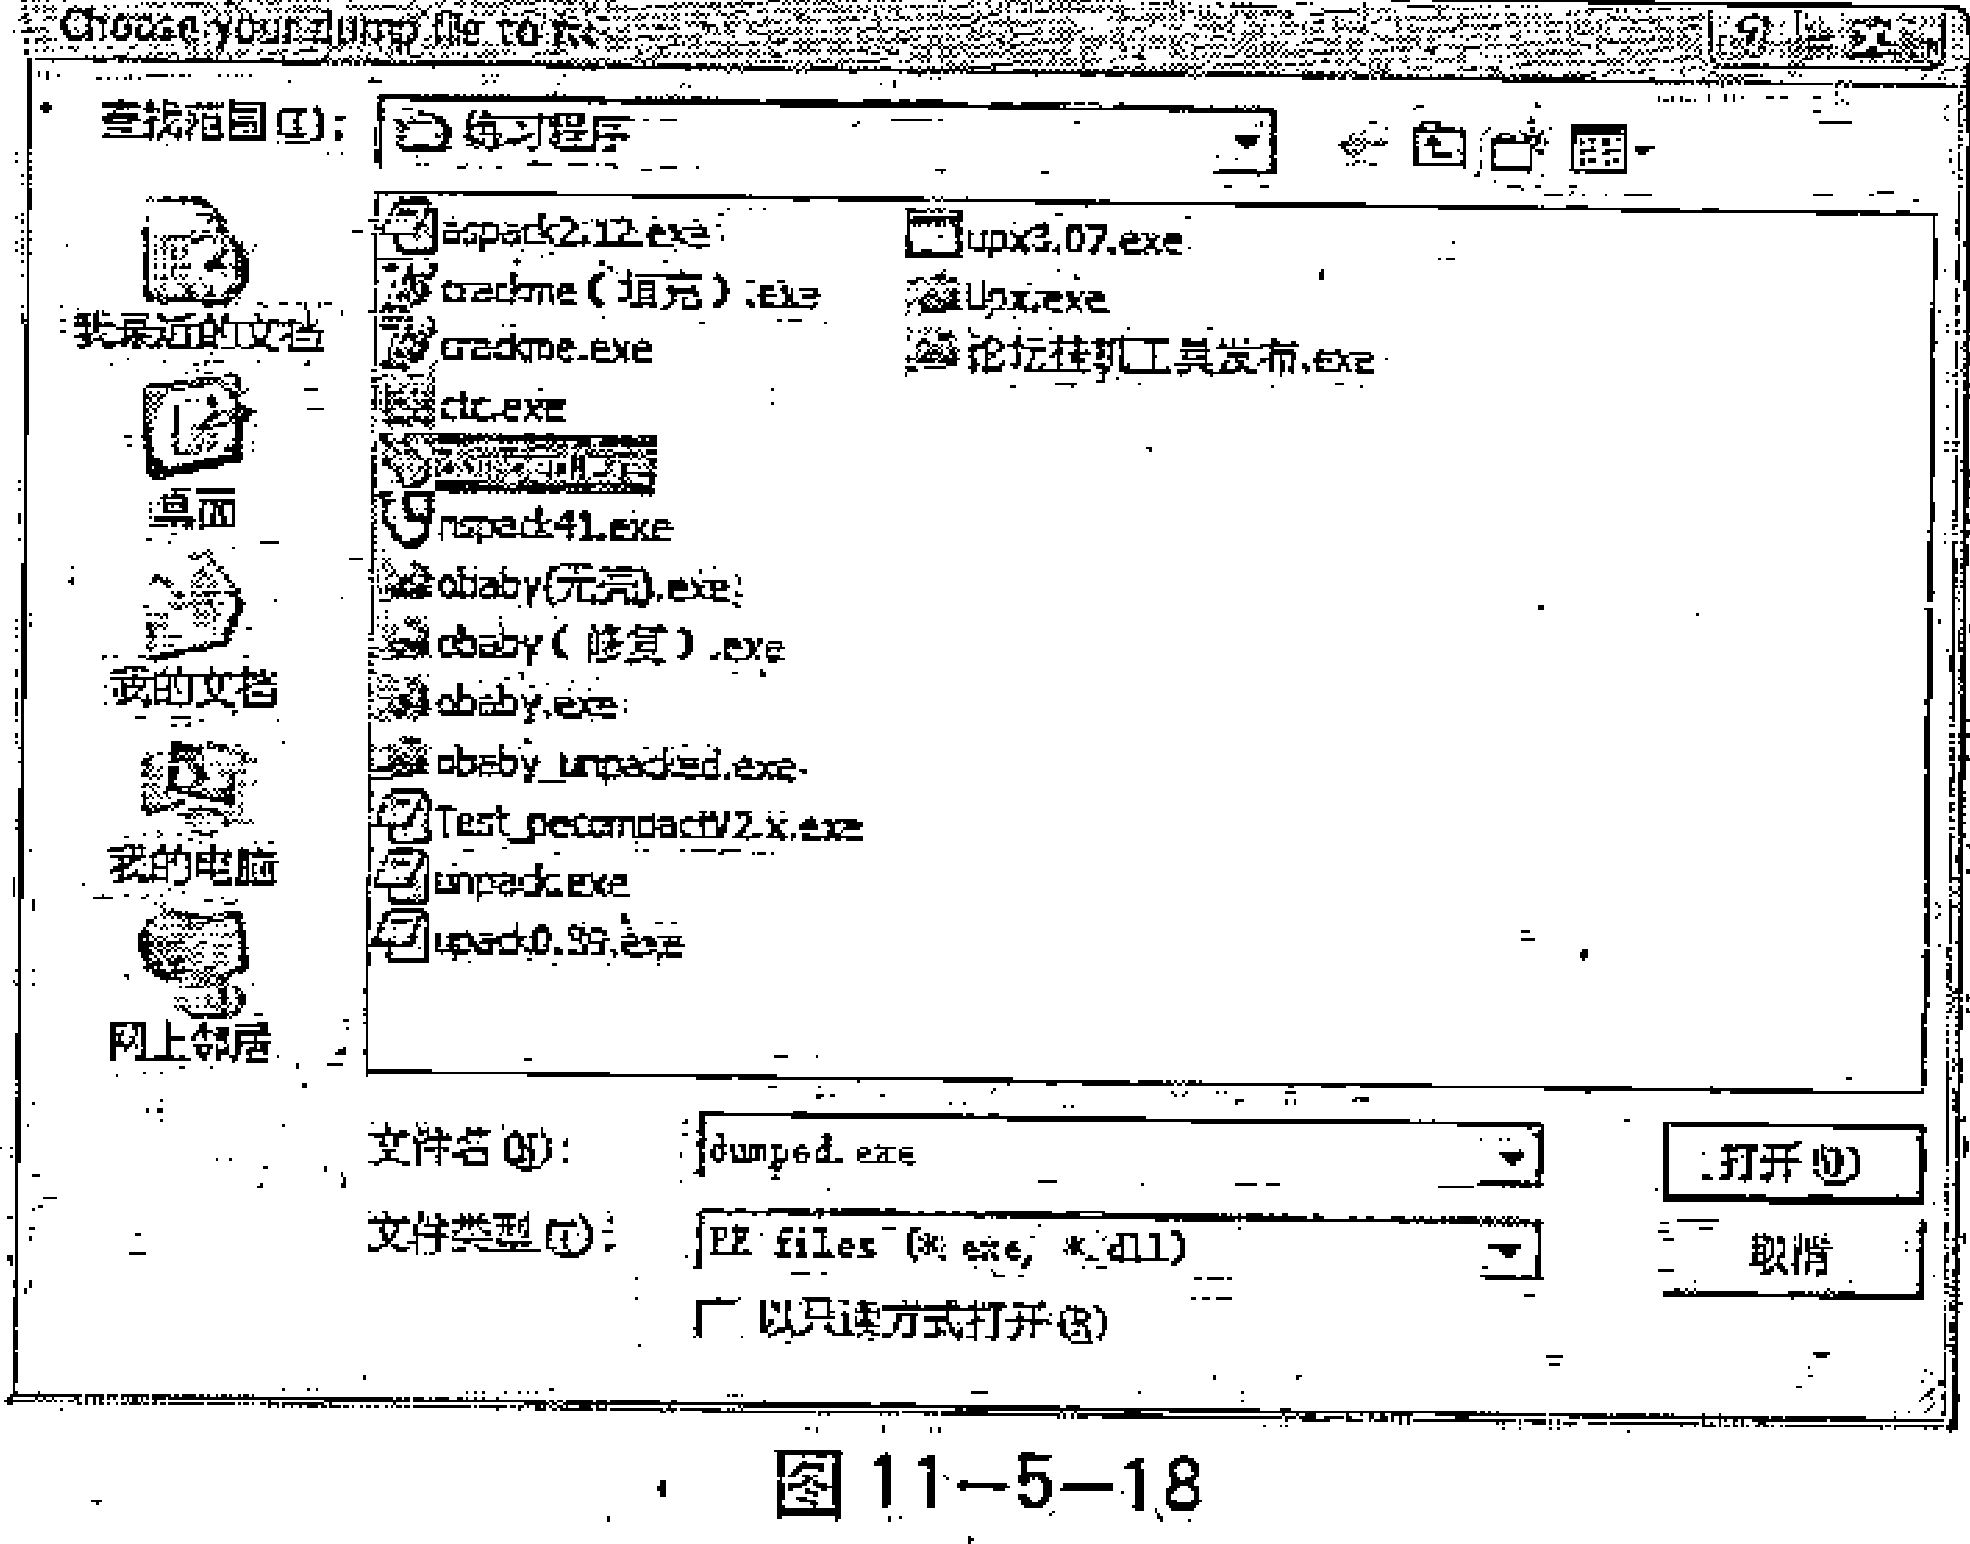 Choose your dump file to
查找范围(I):
练习程序
我最近的文档
桌面
我的文档
我的电脑
网上邻居
aspack2.12.exe
crackme（填充）.exe
crackme.exe
ctc.exe
nspack41.exe
obaby(亮).exe
obaby（修复）.exe
obaby.exe
obaby_unpacked.exe
Test_pecompactV2.x.exe
unpack.exe
upack0.39.exe
upx3.07.exe
Upx.exe
论坛挂机工具发布.exe
文件名(N):
dumped.exe
打开(O)
文件类型(T):
PE files (*.exe, *.dll)
取消
以只读方式打开(R)
图 11-5-18